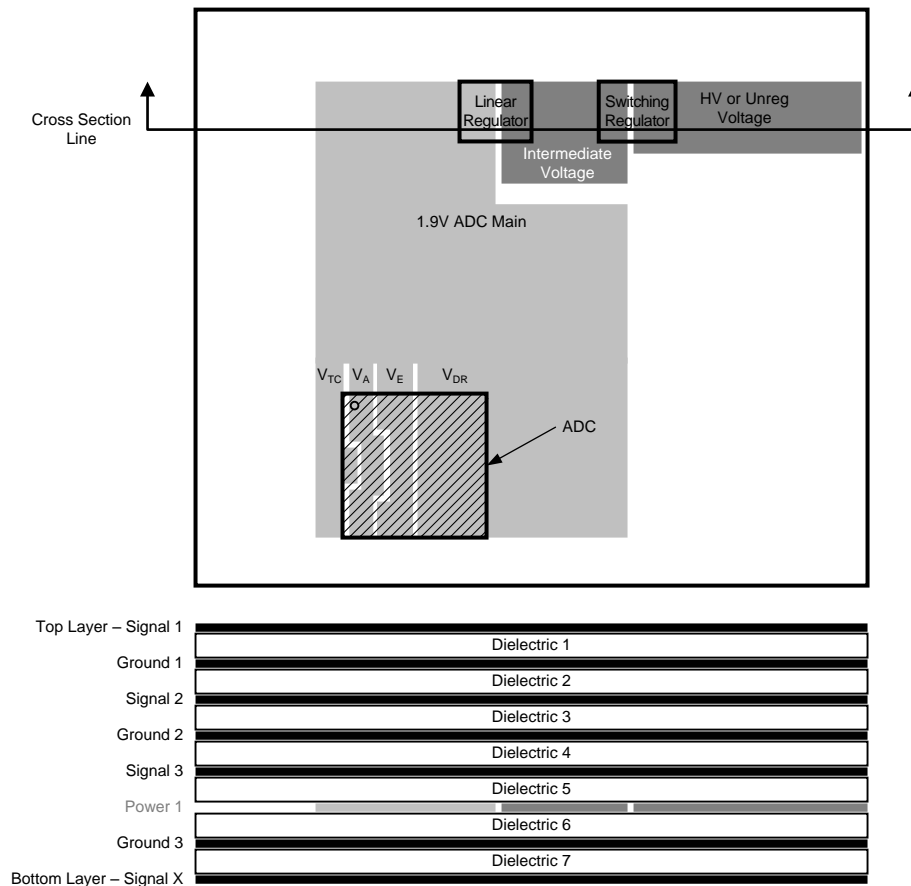 Cross Section
Line
Linear
Regulator
Switching
Regulator
HV or Unreg
Voltage
Intermediate
Voltage
1.9V ADC Main
VTC VA VE VDR
ADC
Top Layer – Signal 1
Dielectric 1
Ground 1
Dielectric 2
Signal 2
Dielectric 3
Ground 2
Dielectric 4
Signal 3
Dielectric 5
Power 1
Dielectric 6
Ground 3
Dielectric 7
Bottom Layer – Signal X